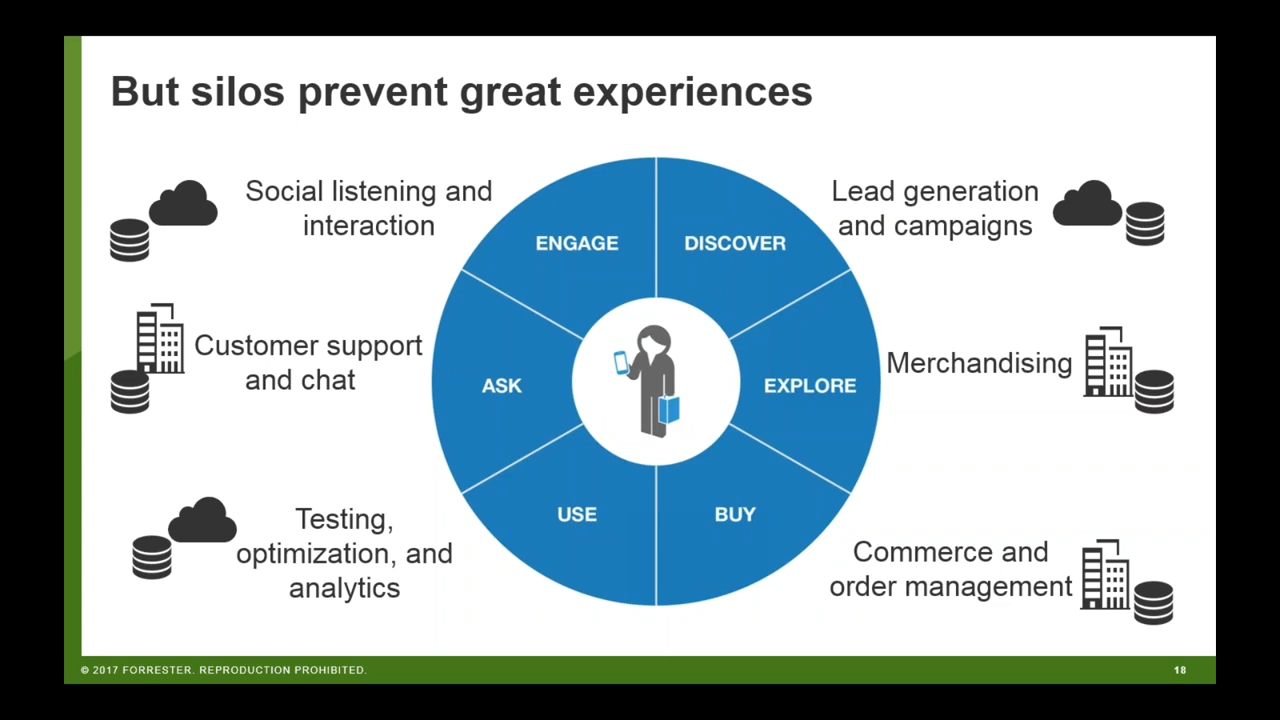 But silos prevent great experiences
Social listening and
interaction
Lead generation
and campaigns
ENGAGE
DISCOVER
Customer support
and chat
ASK
EXPLORE
Merchandising
Testing,
optimization, and
analytics
USE
BUY
Commerce and
order management
© 2017 FORRESTER. REPRODUCTION PROHIBITED.
18